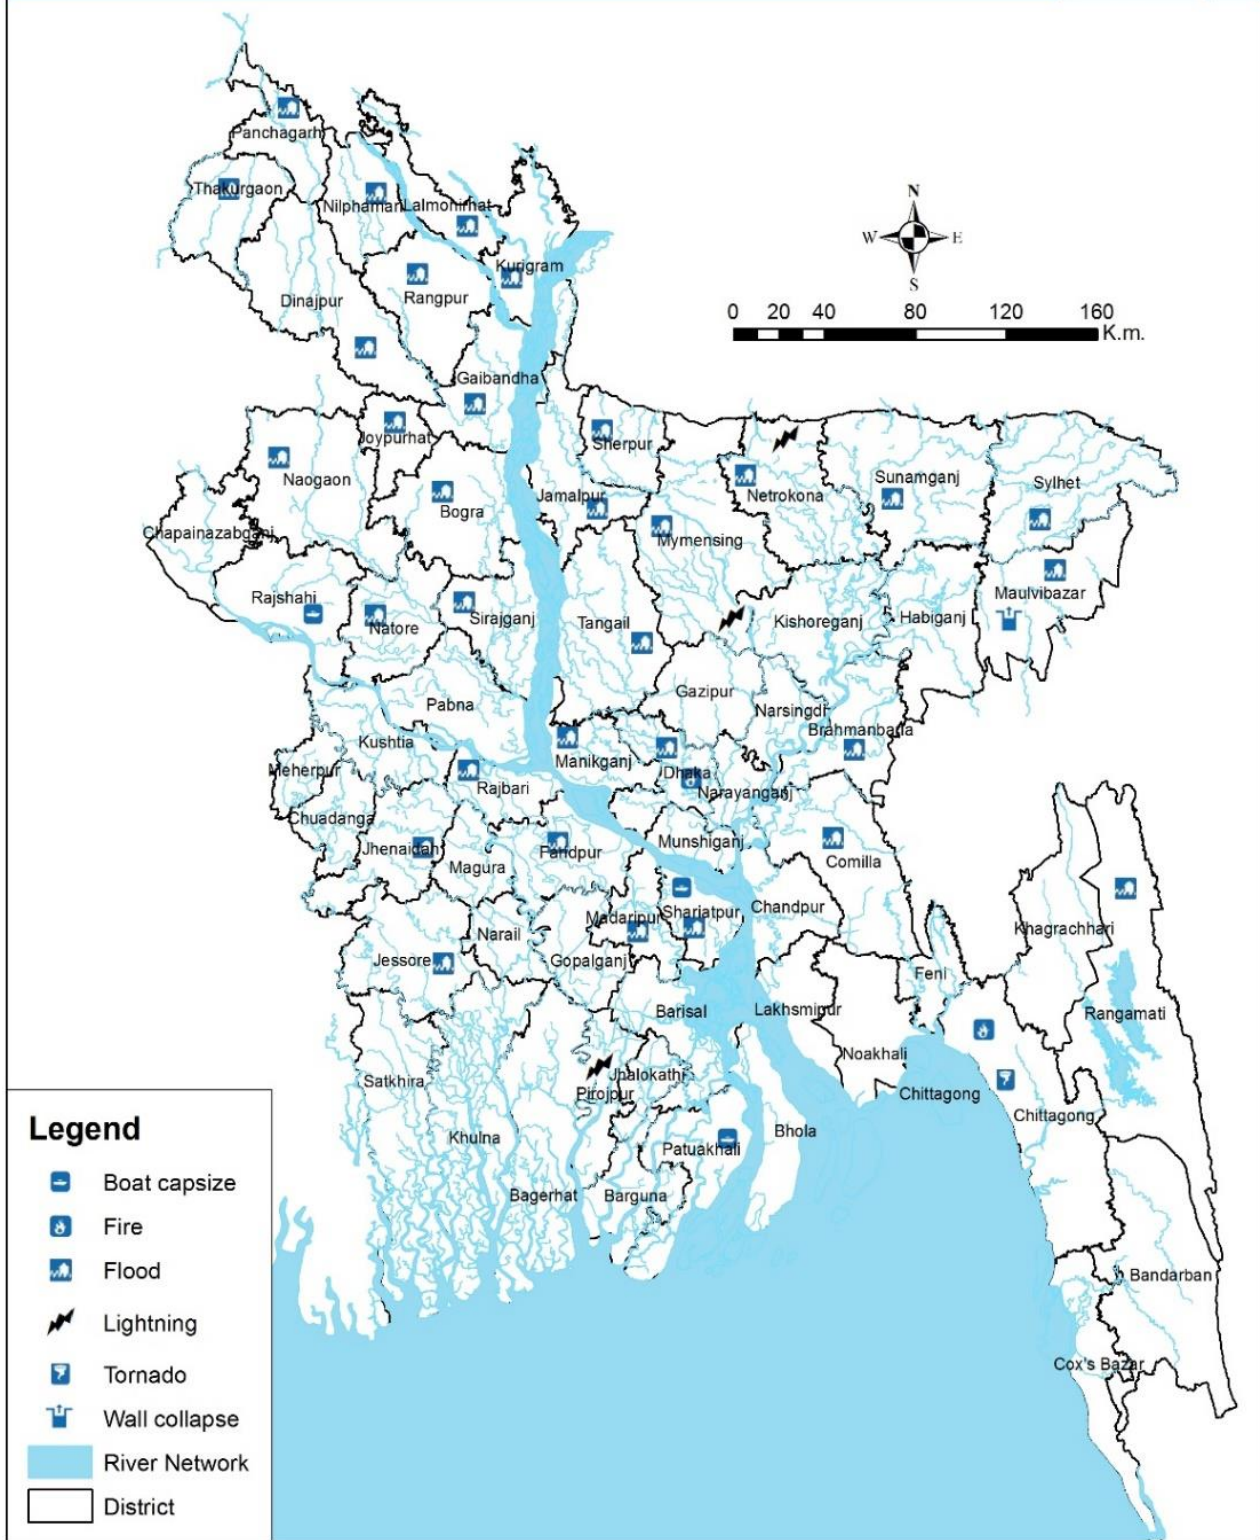 Panchagarh
Thakurgaon
Nilphamari
Lalmonirhat
N
W
E
S
Kurigram
Dinajpur
Rangpur
0 20 40 80 120 160
K.m.
Gaibandha
Joypurhat
Sherpur
Naogaon
Bogra
Jamalpur
Netrokona
Sunamganj
Sylhet
Chapainazabganj
Mymensing
Rajshahi
Natore
Sirajganj
Tangail
Kishoreganj
Habiganj
Maulvibazar
Pabna
Gazipur
Narsingdi
Brahmanbaria
Kushtia
Meherpur
Manikganj
Dhaka
Rajbari
Narayanganj
Chuadanga
Jhenaidah
Magura
Faridpur
Munshiganj
Comilla
Madaripur
Shariatpur
Chandpur
Khagrachhari
Narail
Jessore
Gopalganj
Feni
Barisal
Lakhsmipur
Rangamati
Noakhali
Satkhira
Jhalokathi
Pirojpur
Chittagong
Chittagong
Khulna
Patuakhali
Bhola
Bagerhat
Barguna
Bandarban
Cox's Bazar
Legend
Boat capsize
Fire
Flood
Lightning
Tornado
Wall collapse
River Network
District